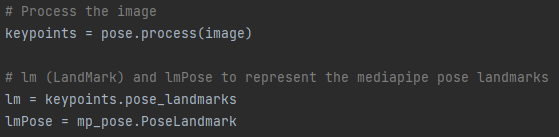 # Process the image
keypoints = pose.process(image)
# lm (LandMark) and lmPose to represent the mediapipe pose landmarks
lm = keypoints.pose_landmarks
lmPose = mp_pose.PoseLandmark